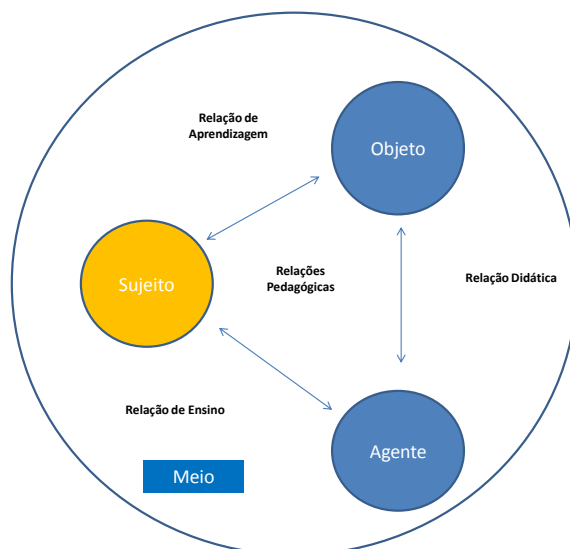 Relação de
Aprendizagem
Objeto
Sujeito
Relações
Pedagógicas
Relação Didática
Relação de Ensino
Agente
Meio